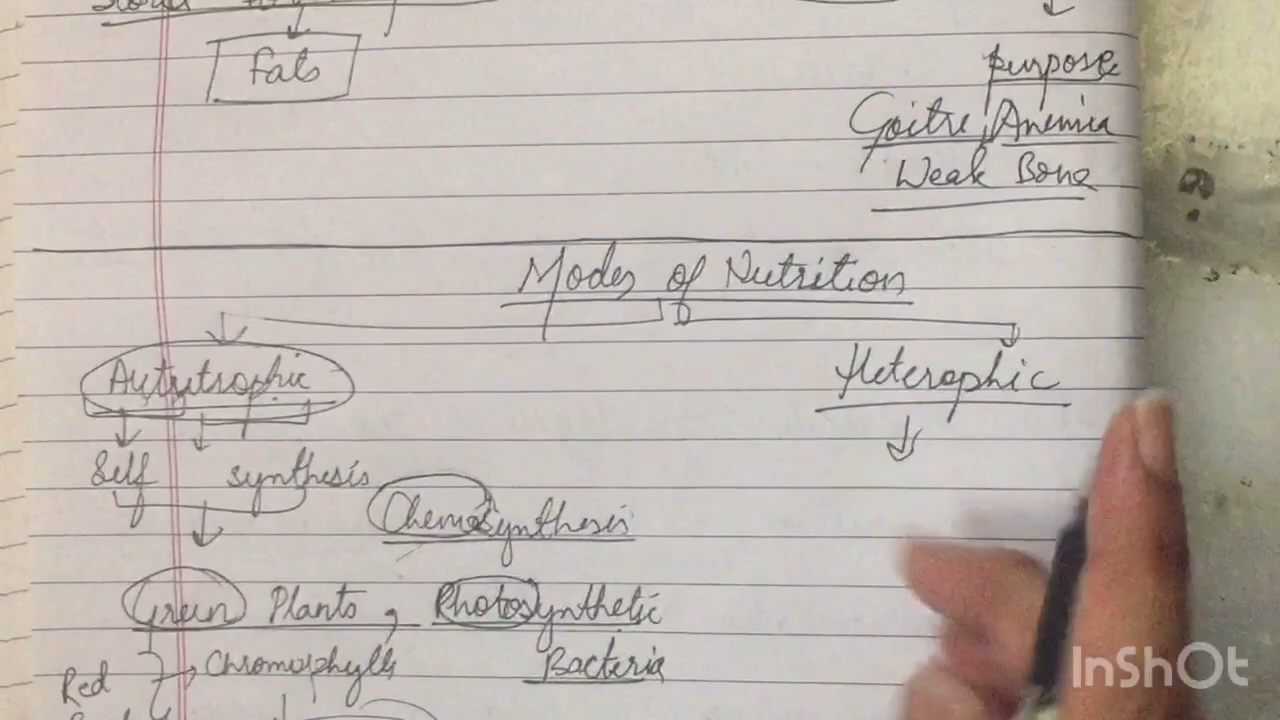 Fats
purpose
Goitre, Anemia
Weak Bone
Modes of Nutrition
Aututrophic
Heterophic
Self synthesis
Chemosynthesis
Green Plants, Photosynthetic
Chromophylls Bacteria
Red
InShOt